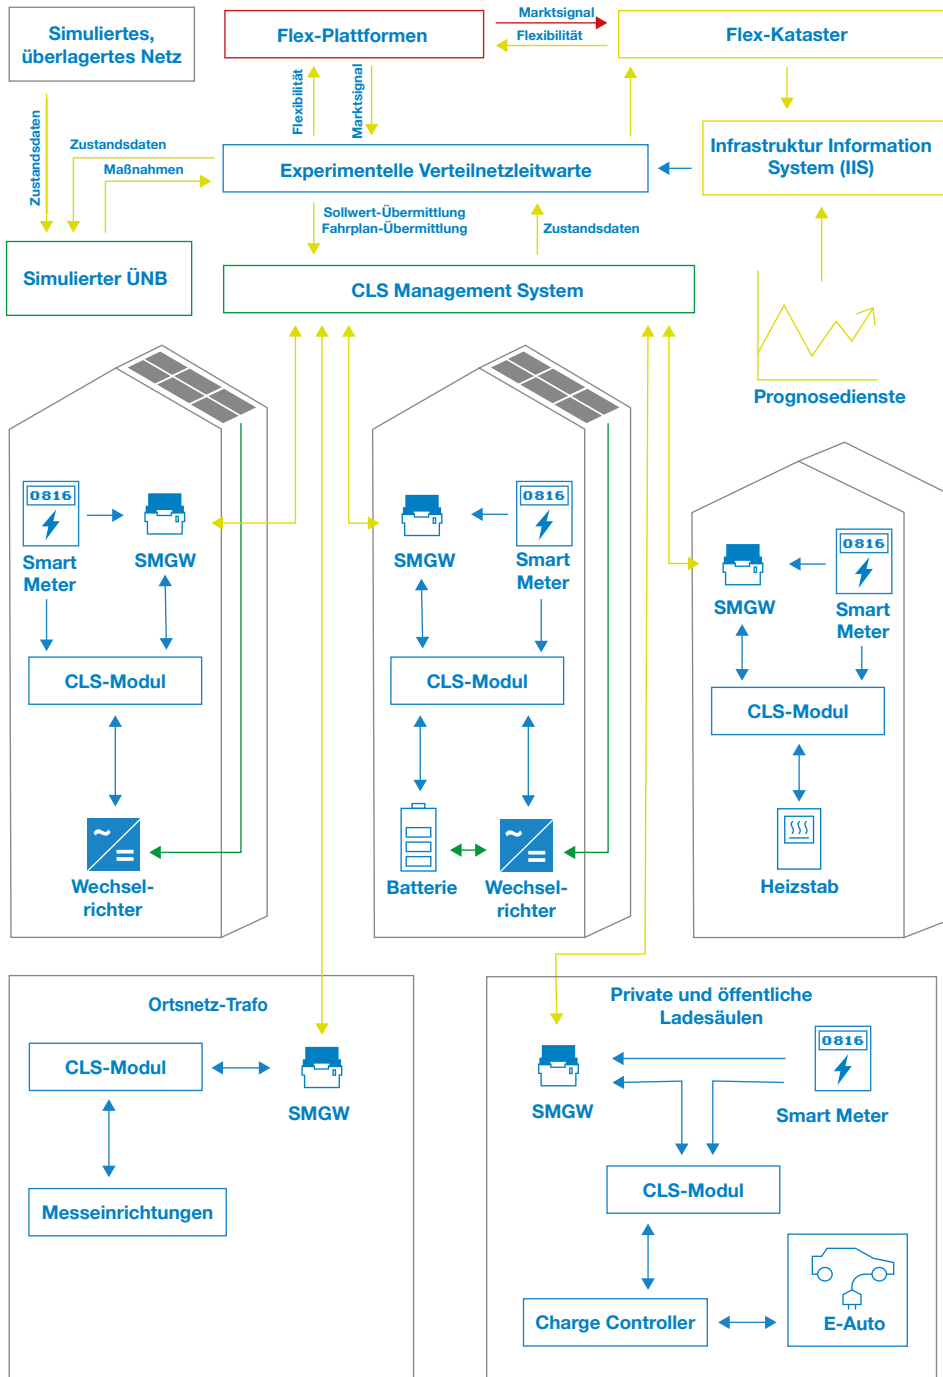 Simuliertes,
überlagertes Netz
Flex-Plattformen
Marktsignal
Flexibilität
Flex-Kataster
Zustandsdaten
Flexibilität
Marktsignal
Zustandsdaten
Maßnahmen
Experimentelle Verteilnetzleitwarte
Infrastruktur Information
System (IIS)
Sollwert-Übermittlung
Fahrplan-Übermittlung
Zustandsdaten
Simulierter ÜNB
CLS Management System
Prognosedienste
0816
Smart
Meter
SMGW
CLS-Modul
Wechsel-
richter
SMGW
0816
Smart
Meter
CLS-Modul
Batterie
Wechsel-
richter
SMGW
0816
Smart
Meter
CLS-Modul
Heizstab
Ortsnetz-Trafo
CLS-Modul
SMGW
Messeinrichtungen
Private und öffentliche
Ladesäulen
SMGW
0816
Smart Meter
CLS-Modul
Charge Controller
E-Auto